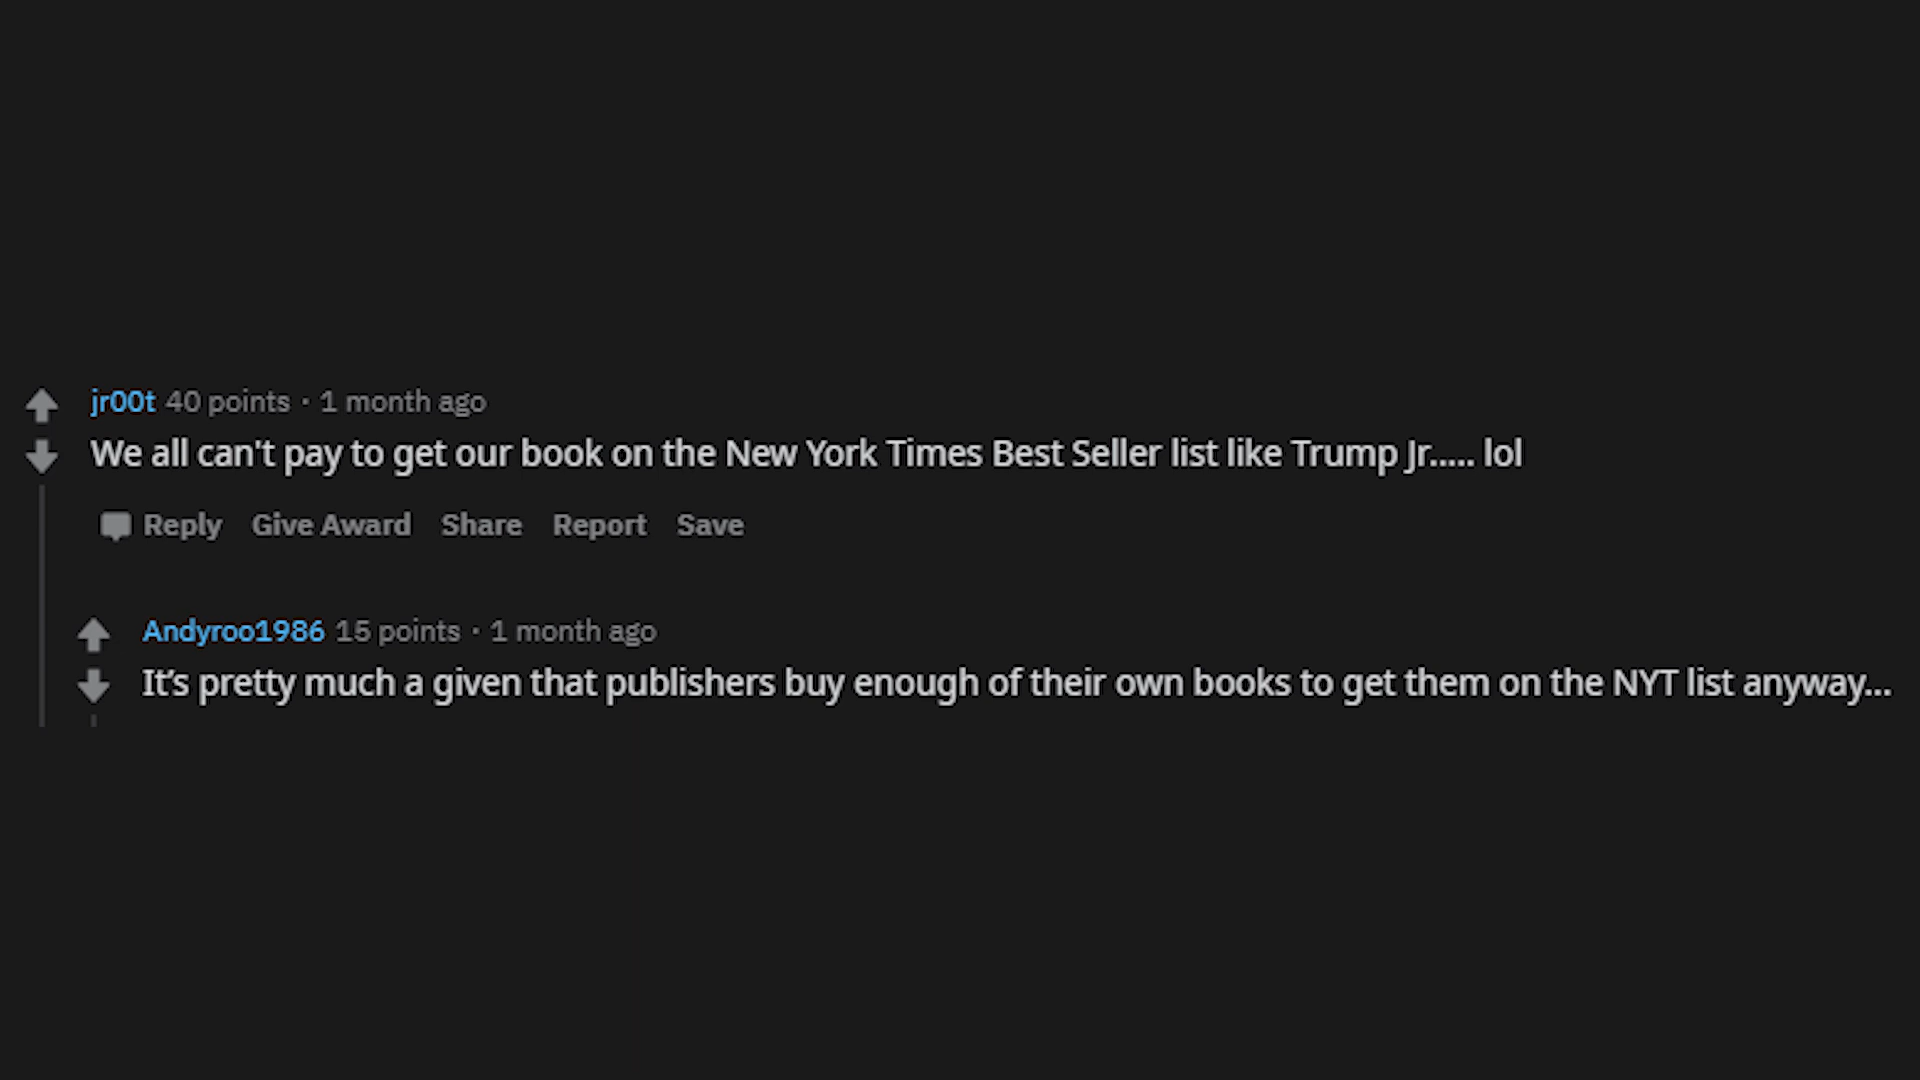 jr00t 40 points · 1 month ago
We all can't pay to get our book on the New York Times Best Seller list like Trump Jr..... lol
Reply Give Award Share Report Save
Andyroo1986 15 points · 1 month ago
It’s pretty much a given that publishers buy enough of their own books to get them on the NYT list anyway...